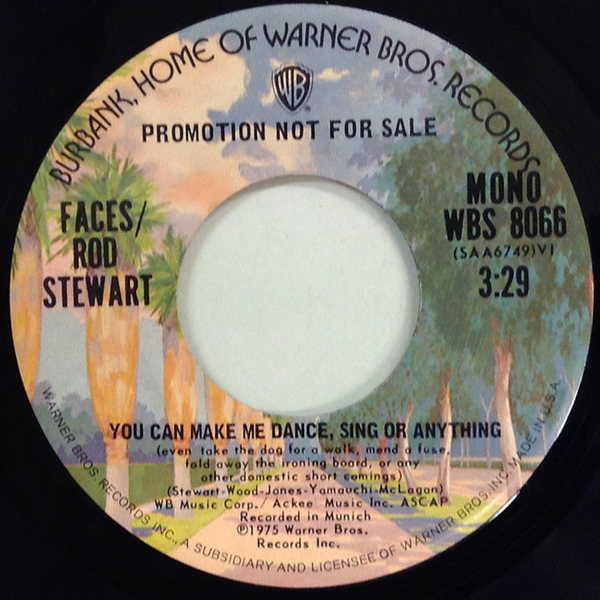 BURBANK, HOME OF WARNER BROS. RECORDS
WB
®
PROMOTION NOT FOR SALE
FACES/
ROD
STEWART
MONO
WBS 8066
(SAA6749)V1
3:29
YOU CAN MAKE ME DANCE, SING OR ANYTHING
(even take the dog for a walk, mend a fuse,
fold away the ironing board, or any
other domestic short comings)
(Stewart-Wood-Jones-Yamauchi-McLagan)
WB Music Corp./ Ackee Music Inc. ASCAP
Recorded in Munich
℗1975 Warner Bros.
Records Inc.
WARNER BROS. RECORDS INC., A SUBSIDIARY AND LICENSEE OF WARNER BROS. INC. MADE IN U.S.A.